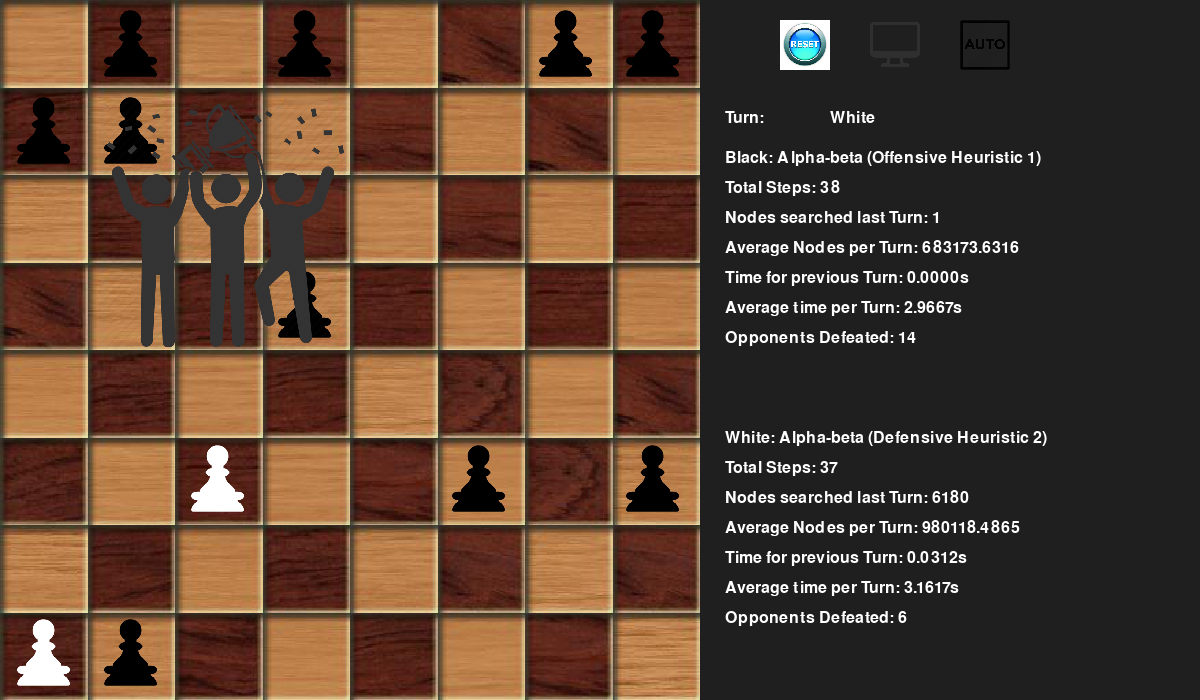 RESET
AUTO
Turn: White
Black: Alpha-beta (Offensive Heuristic 1)
Total Steps: 38
Nodes searched last Turn: 1
Average Nodes per Turn: 683173.6316
Time for previous Turn: 0.0000s
Average time per Turn: 2.9667s
Opponents Defeated: 14
White: Alpha-beta (Defensive Heuristic 2)
Total Steps: 37
Nodes searched last Turn: 6180
Average Nodes per Turn: 980118.4865
Time for previous Turn: 0.0312s
Average time per Turn: 3.1617s
Opponents Defeated: 6